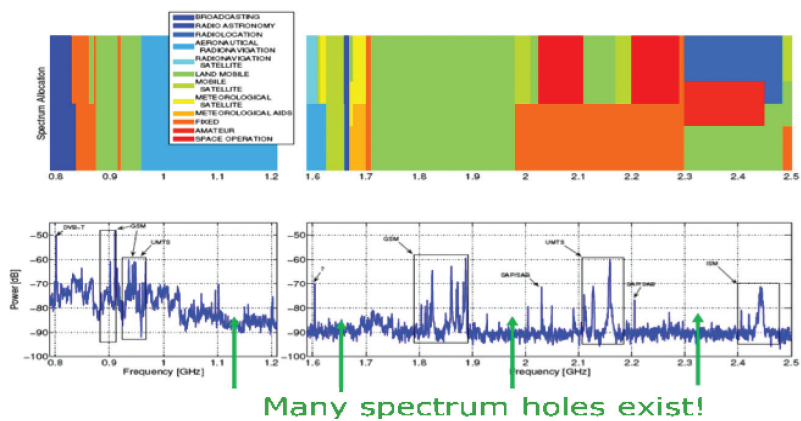 BROADCASTING
RADIO ASTRONOMY
RADIOLOCATION
AERONAUTICAL
RADIONAVIGATION
RADIONAVIGATION
SATELLITE
LAND MOBILE
MOBILE
SATELLITE
METEOROLOGICAL
SATELLITE
METEOROLOGICAL AIDS
FIXED
AMATEUR
SPACE OPERATION
Spectrum Allocation
0.8 0.9 1 1.1 1.2 1.6 1.7 1.8 1.9 2 2.1 2.2 2.3 2.4 2.5
Power [dB]
-50
-60
-70
-80
-90
-100
DVB-T
GSM
UMTS
0.8 0.9 1 1.1 1.2
Frequency [GHz]
-50
-60
-70
-80
-90
-100
?
GSM
SAP/SAB
UMTS
SAP/SAB
ISM
1.6 1.7 1.8 1.9 2 2.1 2.2 2.3 2.4 2.5
Frequency [GHz]
Many spectrum holes exist!